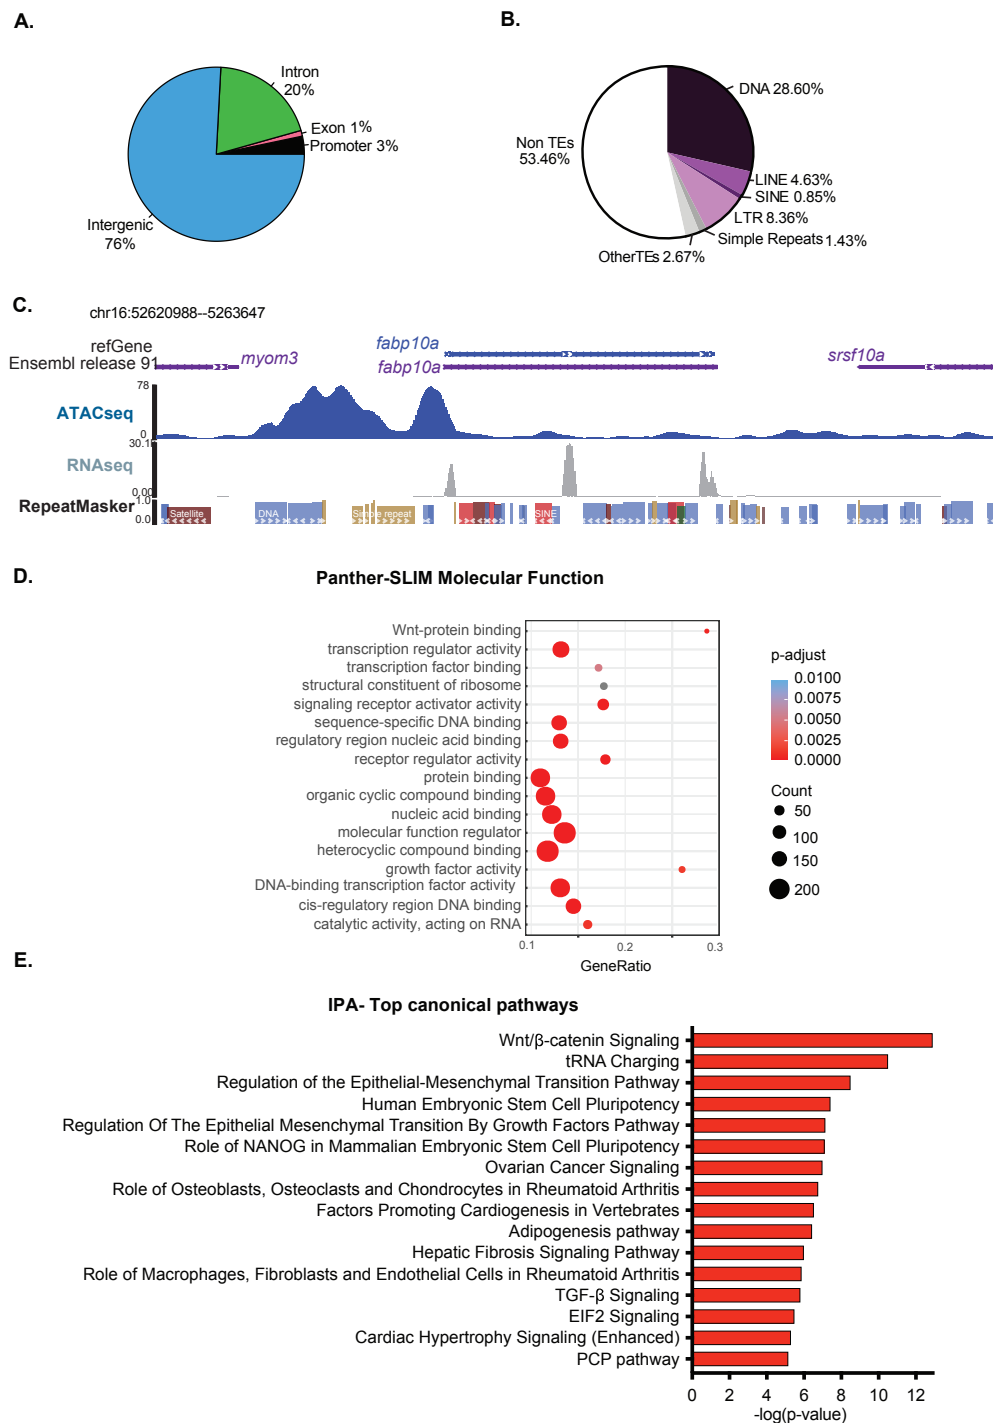 A.
Intron
20%
Exon 1%
Promoter 3%
Intergenic
76%
B.
DNA 28.60%
Non TEs
53.46%
LINE 4.63%
SINE 0.85%
LTR 8.36%
Simple Repeats 1.43%
OtherTEs 2.67%
C.
chr16:52620988--5263647
refGene
fabp10a
Ensembl release 91
myom3
fabp10a
srsf10a
78
ATACseq
0
30.1
RNAseq
0.00
RepeatMasker
1.0
0.0
Satellite
DNA
Simple repeat
SINE
D.
Panther-SLIM Molecular Function
Wnt-protein binding
transcription regulator activity
transcription factor binding
structural constituent of ribosome
signaling receptor activator activity
sequence-specific DNA binding
regulatory region nucleic acid binding
receptor regulator activity
protein binding
organic cyclic compound binding
nucleic acid binding
molecular function regulator
heterocyclic compound binding
growth factor activity
DNA-binding transcription factor activity
cis-regulatory region DNA binding
catalytic activity, acting on RNA
0.1 0.2 0.3
GeneRatio
p-adjust
0.0100
0.0075
0.0050
0.0025
0.0000
Count
50
100
150
200
E.
IPA- Top canonical pathways
Wnt/β-catenin Signaling
tRNA Charging
Regulation of the Epithelial-Mesenchymal Transition Pathway
Human Embryonic Stem Cell Pluripotency
Regulation Of The Epithelial Mesenchymal Transition By Growth Factors Pathway
Role of NANOG in Mammalian Embryonic Stem Cell Pluripotency
Ovarian Cancer Signaling
Role of Osteoblasts, Osteoclasts and Chondrocytes in Rheumatoid Arthritis
Factors Promoting Cardiogenesis in Vertebrates
Adipogenesis pathway
Hepatic Fibrosis Signaling Pathway
Role of Macrophages, Fibroblasts and Endothelial Cells in Rheumatoid Arthritis
TGF-β Signaling
EIF2 Signaling
Cardiac Hypertrophy Signaling (Enhanced)
PCP pathway
0 2 4 6 8 10 12
-log(p-value)